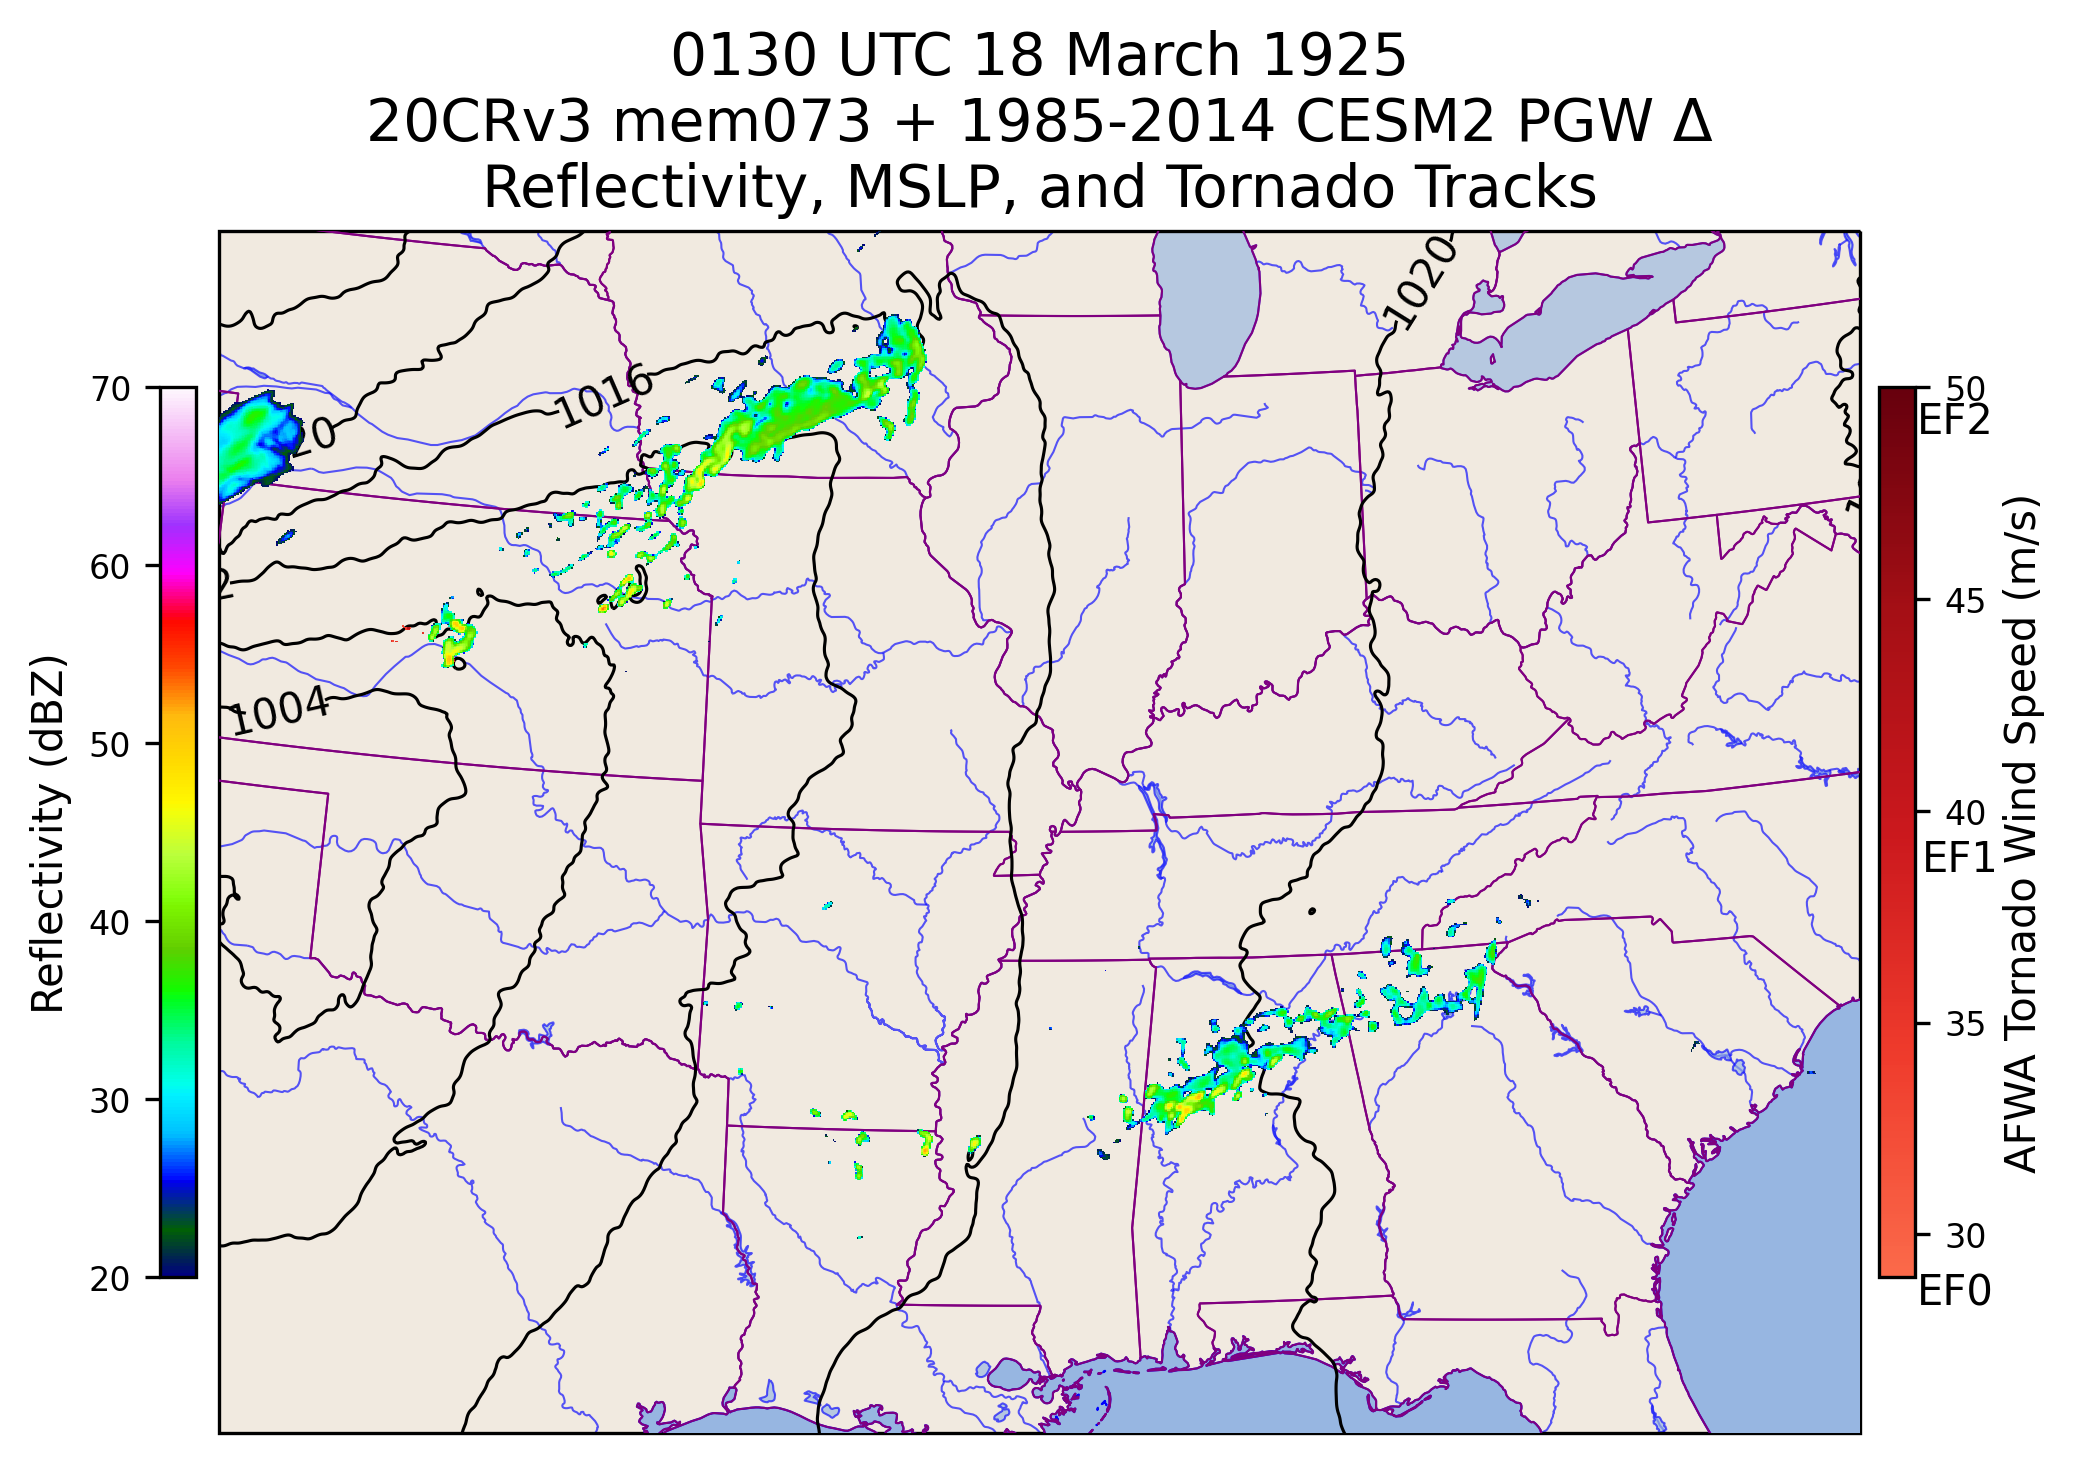 0130 UTC 18 March 1925
20CRv3 mem073 + 1985-2014 CESM2 PGW Δ
Reflectivity, MSLP, and Tornado Tracks
1020
1016
20
2
1004
70
60
50
40
30
20
Reflectivity (dBZ)
50
EF2
45
40
EF1
35
30
EF0
AFWA Tornado Wind Speed (m/s)